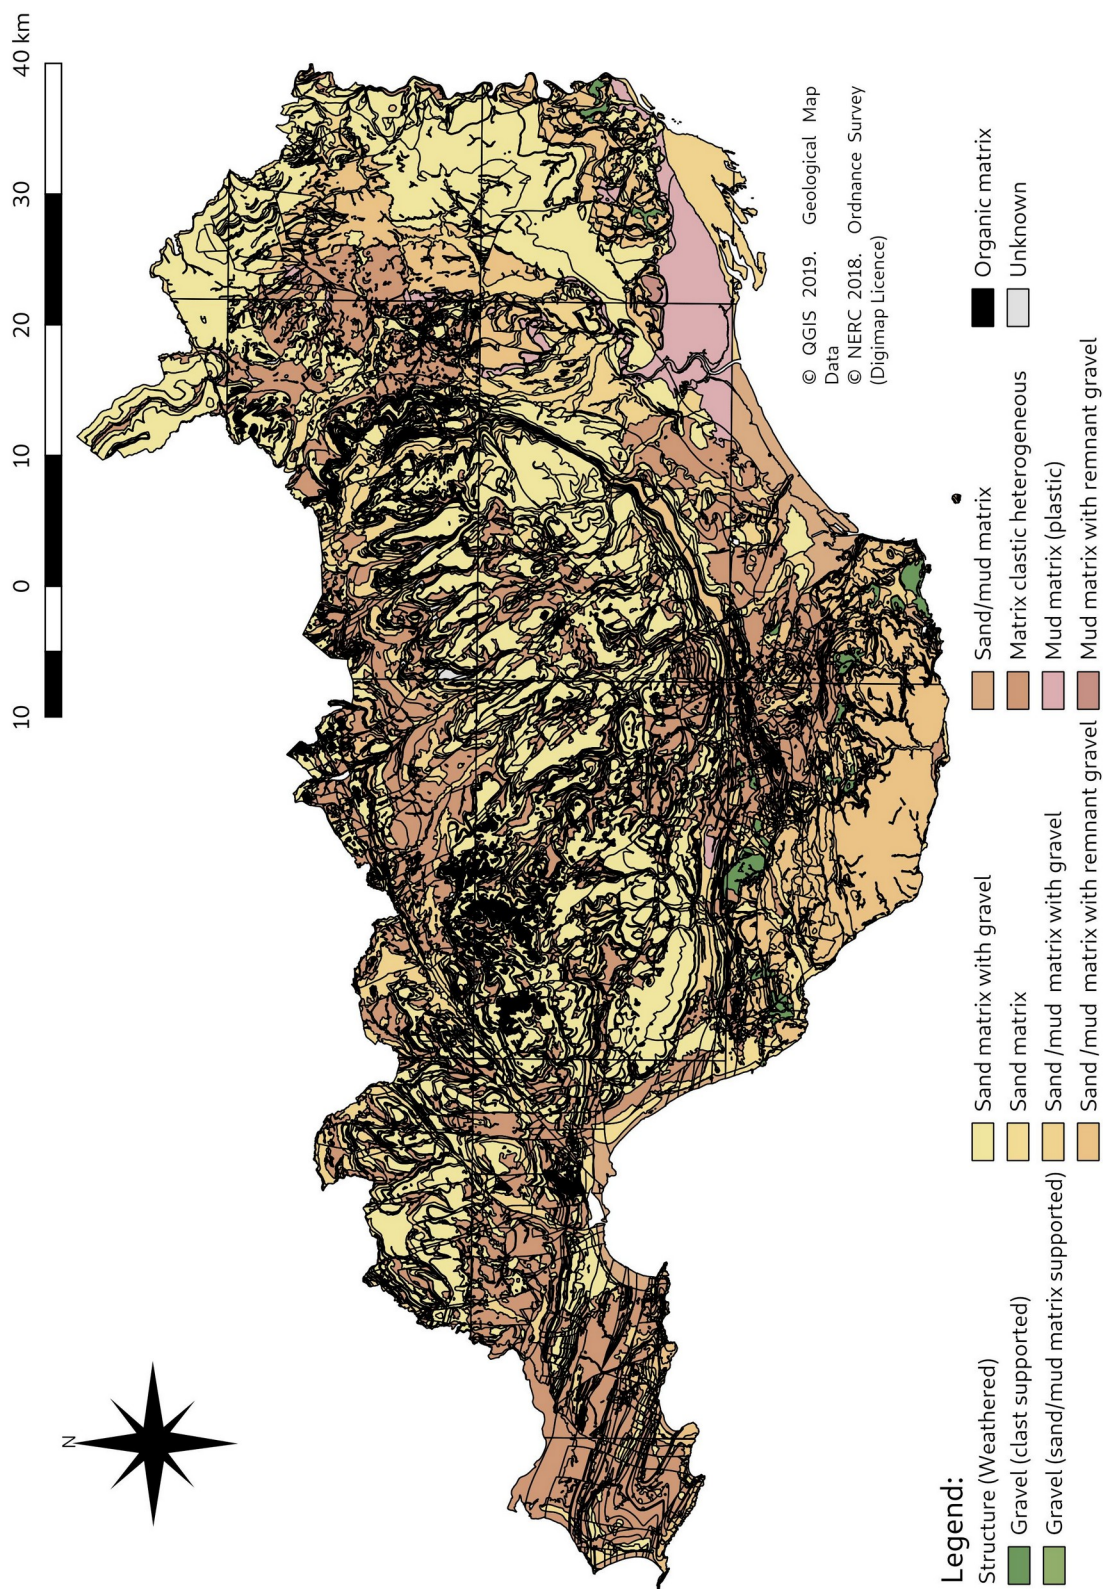 N
10 0 10 20 30 40 km
© QGIS 2019. Geological Map
Data
© NERC 2018. Ordnance Survey
(Digimap Licence)
Legend:
Structure (Weathered)
Gravel (clast supported)
Gravel (sand/mud matrix supported)
Sand matrix with gravel
Sand matrix
Sand /mud matrix with gravel
Sand /mud matrix with remnant gravel
Sand/mud matrix
Matrix clastic heterogeneous
Mud matrix (plastic)
Mud matrix with remnant gravel
Organic matrix
Unknown